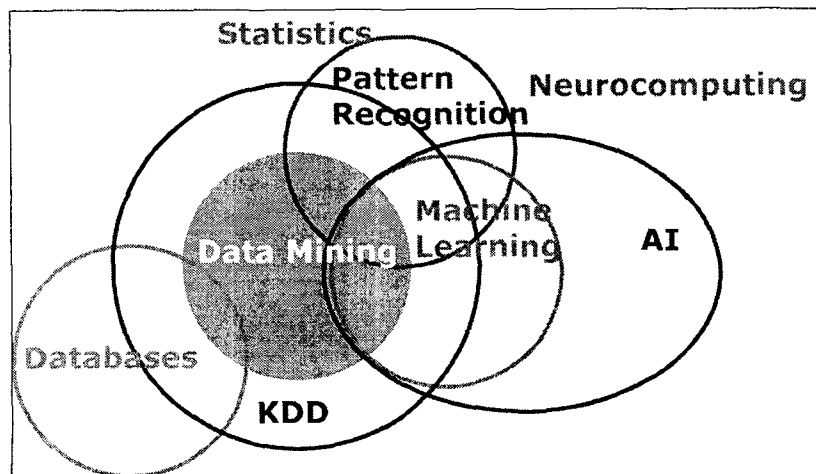 Statistics
Pattern
Recognition
Neurocomputing
Machine
Learning
Data Mining
AI
Databases
KDD